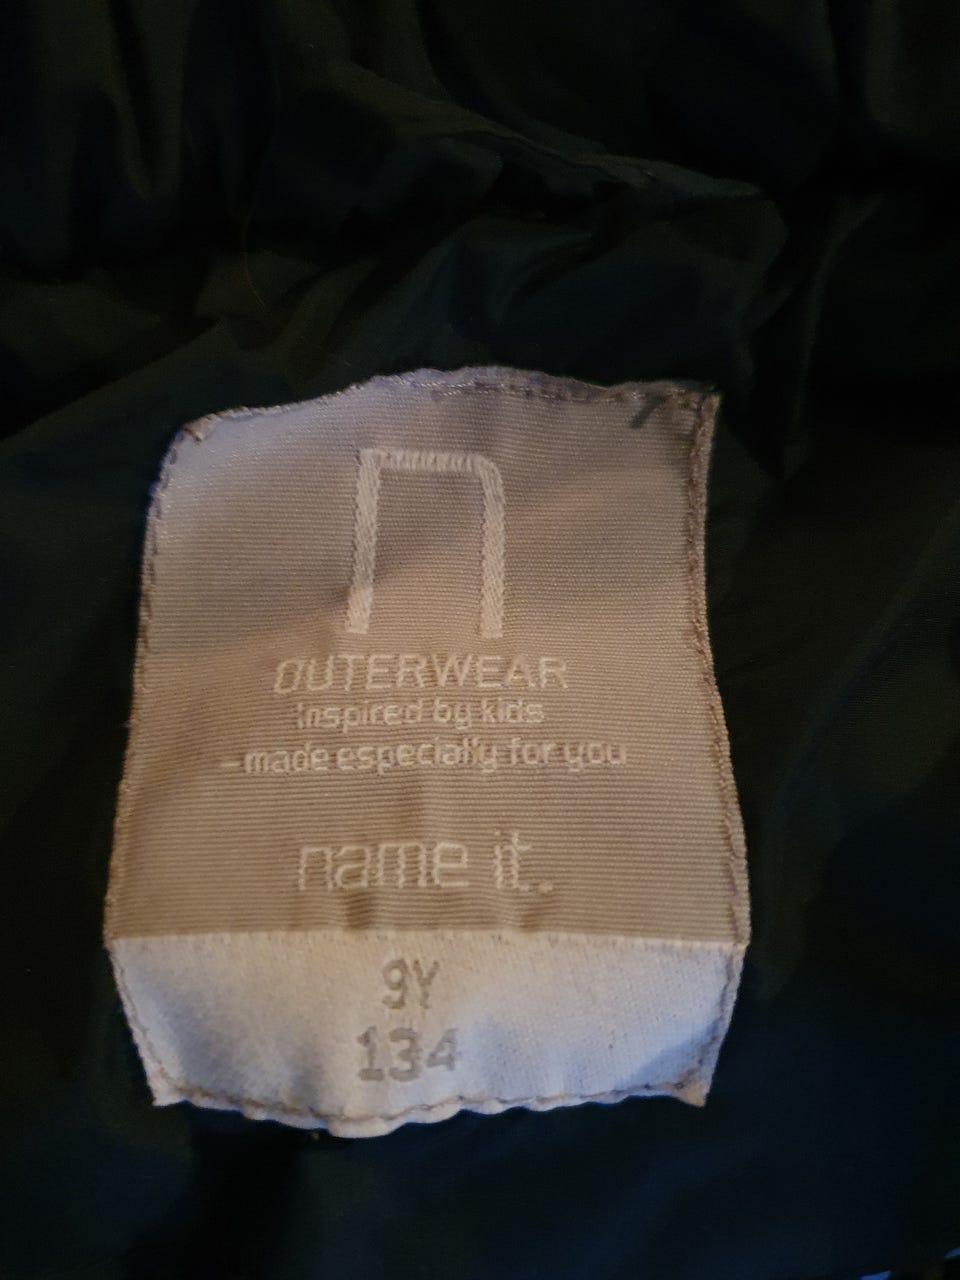 OUTERWEAR
Inspired by kids
-made especially for you
name it.
9Y
134